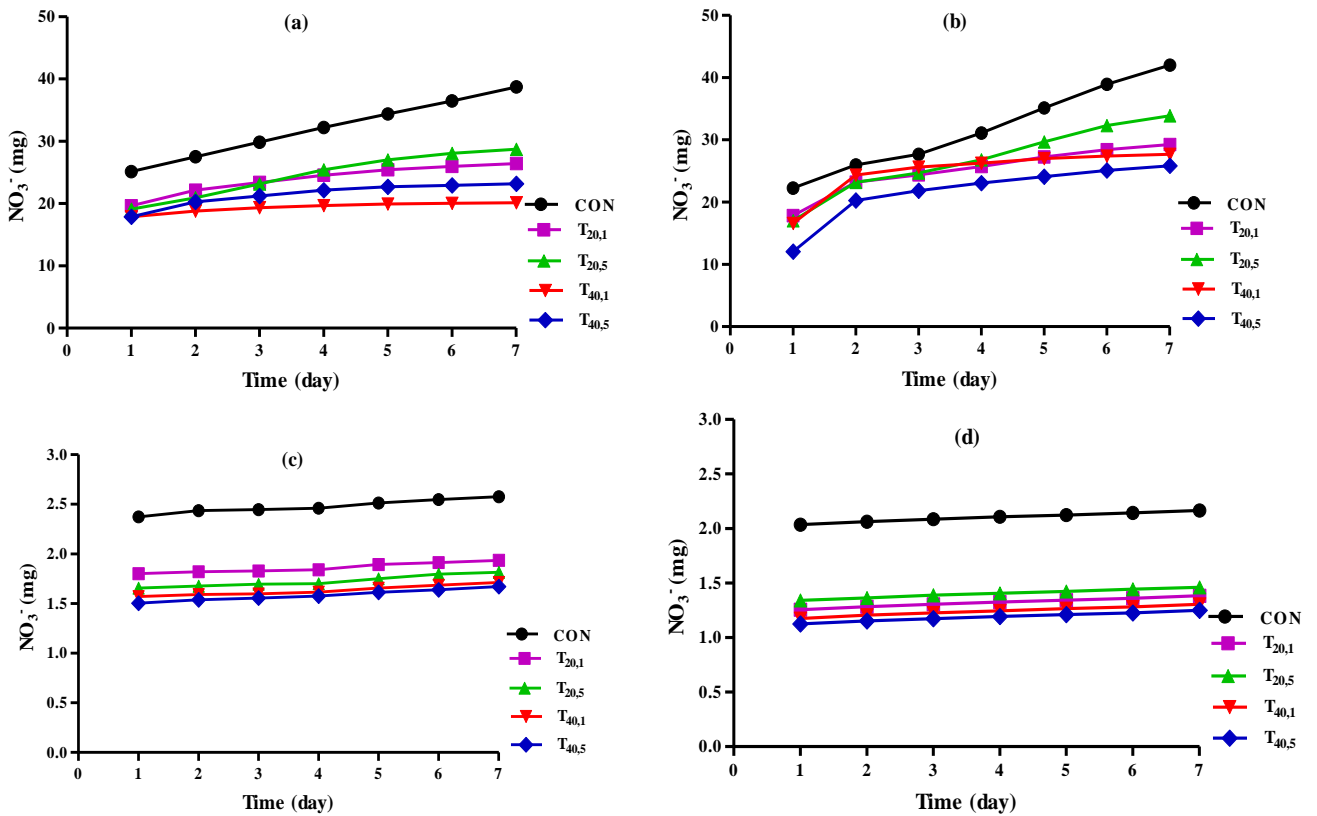 (a)
50
40
30
20
10
0
NO₃⁻ (mg)
0 1 2 3 4 5 6 7
Time (day)
CON
T₂₀,₁
T₂₀,₅
T₄₀,₁
T₄₀,₅
(b)
50
40
30
20
10
0
NO₃⁻ (mg)
0 1 2 3 4 5 6 7
Time (day)
CON
T₂₀,₁
T₂₀,₅
T₄₀,₁
T₄₀,₅
(c)
3.0
2.5
2.0
1.5
1.0
0.5
0.0
NO₃⁻ (mg)
0 1 2 3 4 5 6 7
Time (day)
CON
T₂₀,₁
T₂₀,₅
T₄₀,₁
T₄₀,₅
(d)
3.0
2.5
2.0
1.5
1.0
0.5
0.0
NO₃⁻ (mg)
0 1 2 3 4 5 6 7
Time (day)
CON
T₂₀,₁
T₂₀,₅
T₄₀,₁
T₄₀,₅